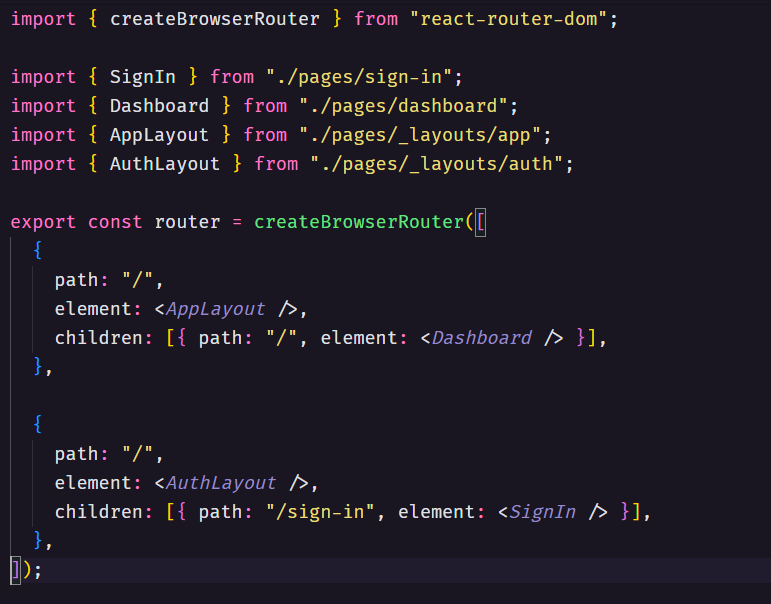 import { createBrowserRouter } from "react-router-dom";

import { SignIn } from "./pages/sign-in";
import { Dashboard } from "./pages/dashboard";
import { AppLayout } from "./pages/_layouts/app";
import { AuthLayout } from "./pages/_layouts/auth";

export const router = createBrowserRouter([
  {
    path: "/",
    element: <AppLayout />,
    children: [{ path: "/", element: <Dashboard /> }],
  },

  {
    path: "/",
    element: <AuthLayout />,
    children: [{ path: "/sign-in", element: <SignIn /> }],
  },
]);